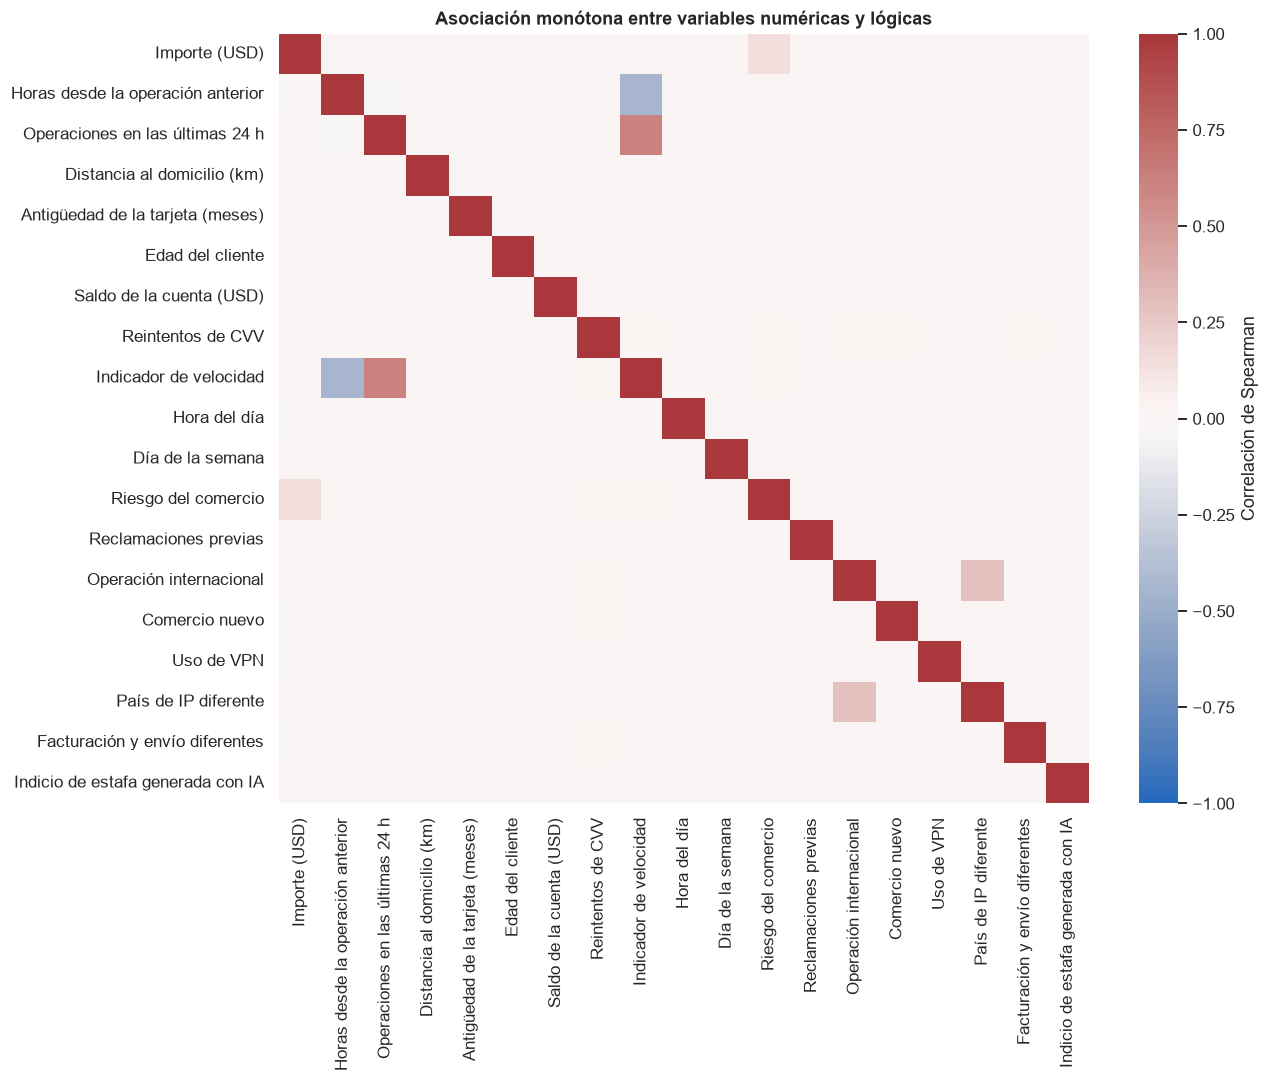 Asociación monótona entre variables numéricas y lógicas
Importe (USD)
Horas desde la operación anterior
Operaciones en las últimas 24 h
Distancia al domicilio (km)
Antigüedad de la tarjeta (meses)
Edad del cliente
Saldo de la cuenta (USD)
Reintentos de CVV
Indicador de velocidad
Hora del día
Día de la semana
Riesgo del comercio
Reclamaciones previas
Operación internacional
Comercio nuevo
Uso de VPN
País de IP diferente
Facturación y envío diferentes
Indicio de estafa generada con IA
Importe (USD)
Horas desde la operación anterior
Operaciones en las últimas 24 h
Distancia al domicilio (km)
Antigüedad de la tarjeta (meses)
Edad del cliente
Saldo de la cuenta (USD)
Reintentos de CVV
Indicador de velocidad
Hora del día
Día de la semana
Riesgo del comercio
Reclamaciones previas
Operación internacional
Comercio nuevo
Uso de VPN
País de IP diferente
Facturación y envío diferentes
Indicio de estafa generada con IA
1.00
0.75
0.50
0.25
0.00
−0.25
−0.50
−0.75
−1.00
Correlación de Spearman